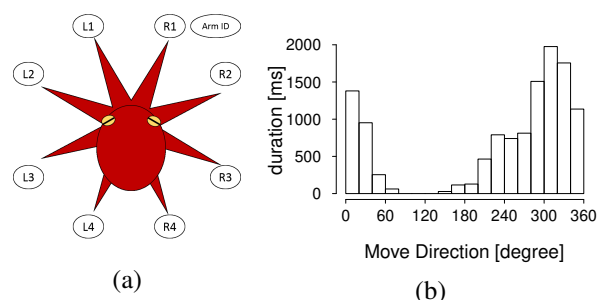 L1 R1 Arm ID
L2 R2
L3 R3
L4 R4
(a)
duration [ms]
2000
1500
1000
500
0
0 60 120 180 240 300 360
Move Direction [degree]
(b)